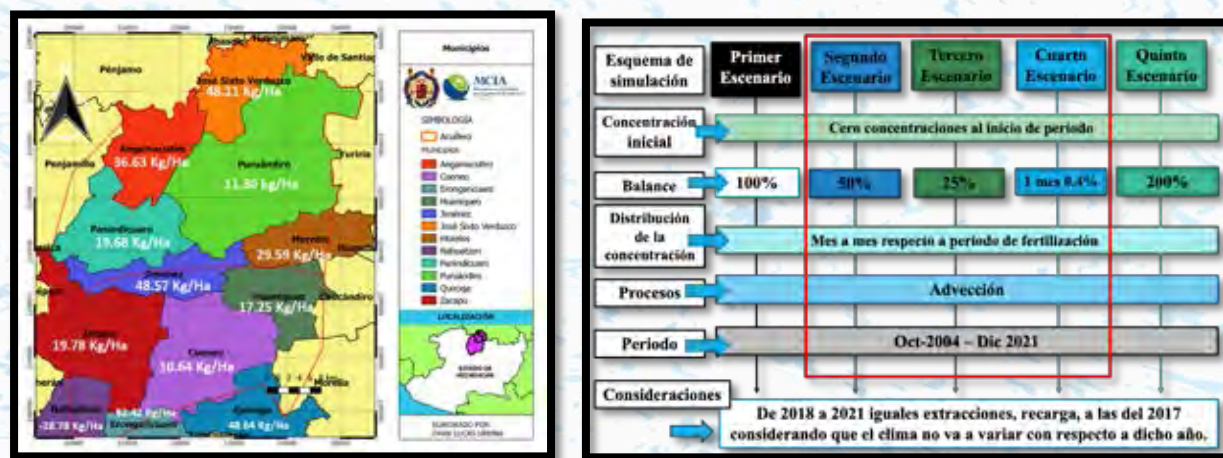 Pénjamo
Valle de Santiago
José Sixto Verduzco
48.21 Kg/Ha
Angamacutiro
36.63 Kg/Ha
Penjamillo
Puruándiro
11.30 kg/Ha
Panindícuaro
19.68 Kg/Ha
Morelos
29.59 Kg/Ha
Jiménez
48.57 Kg/Ha
17.25 Kg/Ha
19.78 Kg/Ha
Coeneo
10.64 Kg/Ha
Morelia
-28.78 Kg/Ha
Quiroga
48.64 Kg/Ha
Municipios
MCIA
SIMBOLOGÍA
Acuífero
Municipios
Angamacutiro
Coeneo
Erongarícuaro
Huaniqueo
Jiménez
José Sixto Verduzco
Morelos
Nahuatzen
Panindícuaro
Puruándiro
Quiroga
Zacapu
LOCALIZACIÓN
ESTADO DE
MICHOACÁN
ELABORADO POR:
Esquema de simulación
Primer Escenario
Segundo Escenario
Tercero Escenario
Cuarto Escenario
Quinto Escenario
Concentración inicial
Cero concentraciones al inicio de periodo
Balance
100%
50%
25%
1 mes 0.4%
200%
Distribución de la concentración
Mes a mes respecto a periodo de fertilización
Procesos
Advección
Periodo
Oct-2004 – Dic 2021
Consideraciones
De 2018 a 2021 iguales extracciones, recarga, a las del 2017
considerando que el clima no va a variar con respecto a dicho año.